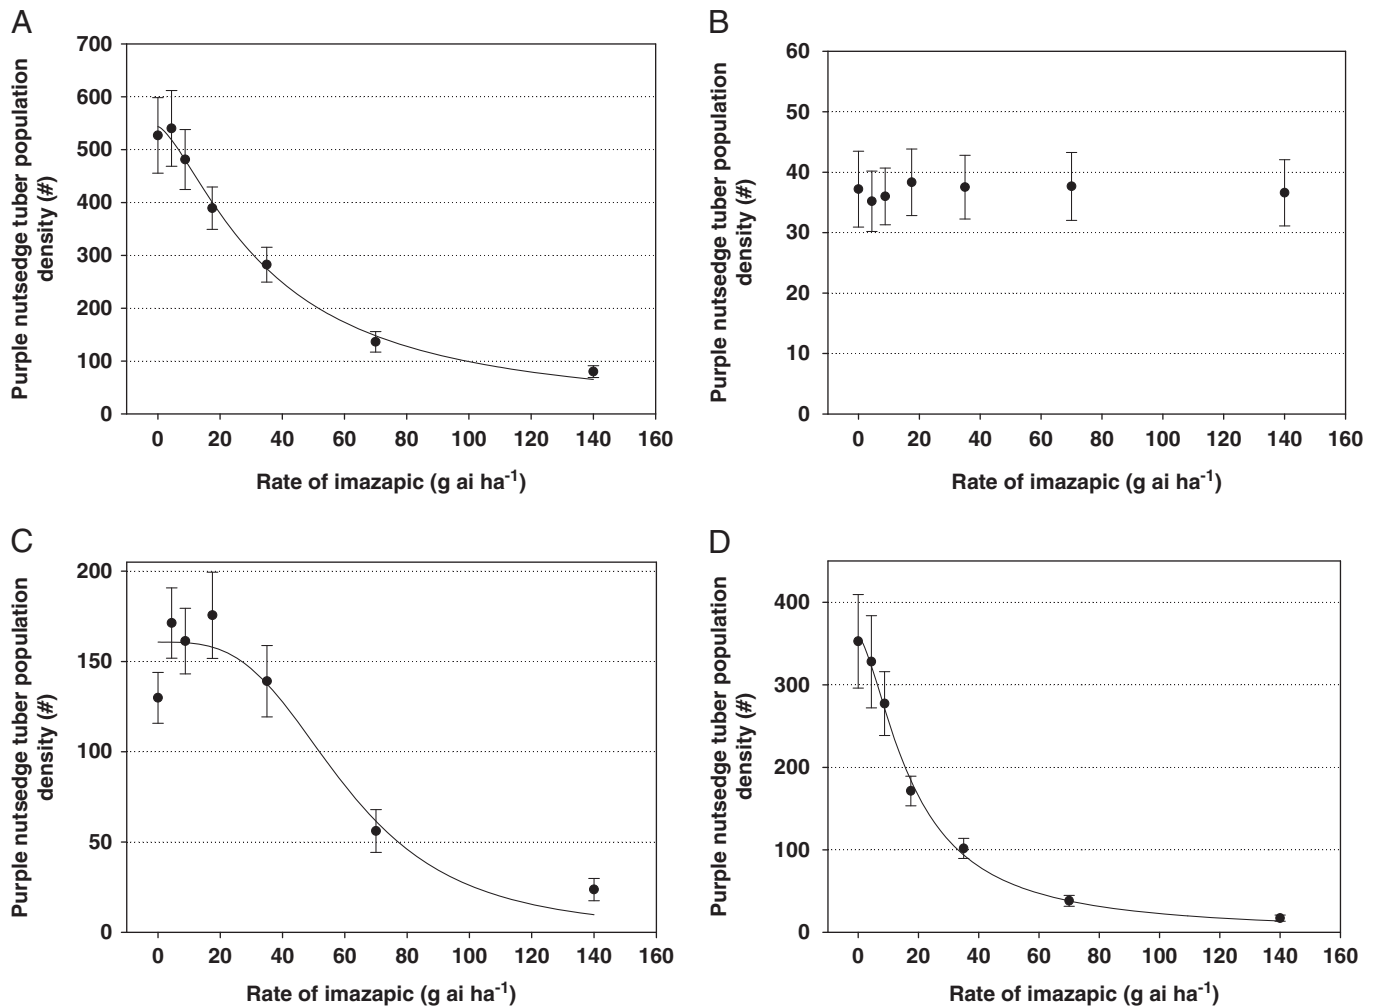 A
Purple nutsedge tuber population
density (#)
700
600
500
400
300
200
100
0
0 20 40 60 80 100 120 140 160
Rate of imazapic (g ai ha-1)
B
Purple nutsedge tuber population
density (#)
60
50
40
30
20
10
0
0 20 40 60 80 100 120 140 160
Rate of imazapic (g ai ha-1)
C
Purple nutsedge tuber population
density (#)
200
150
100
50
0
0 20 40 60 80 100 120 140 160
Rate of imazapic (g ai ha-1)
D
Purple nutsedge tuber population
density (#)
400
300
200
100
0
0 20 40 60 80 100 120 140 160
Rate of imazapic (g ai ha-1)